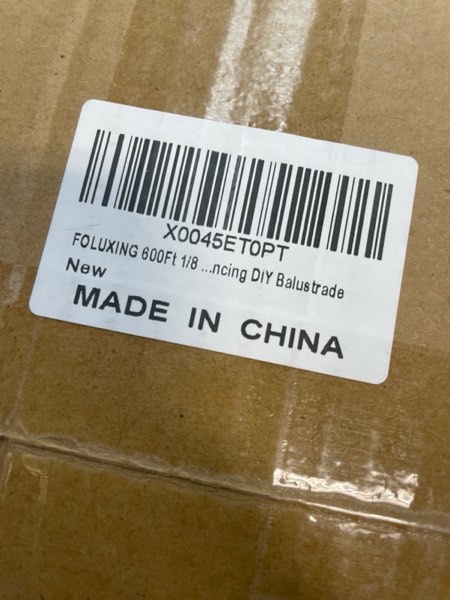 X0045ET0PT
FOLUXING 600Ft 1/8 ...ncing DIY Balustrade
New
MADE IN CHINA